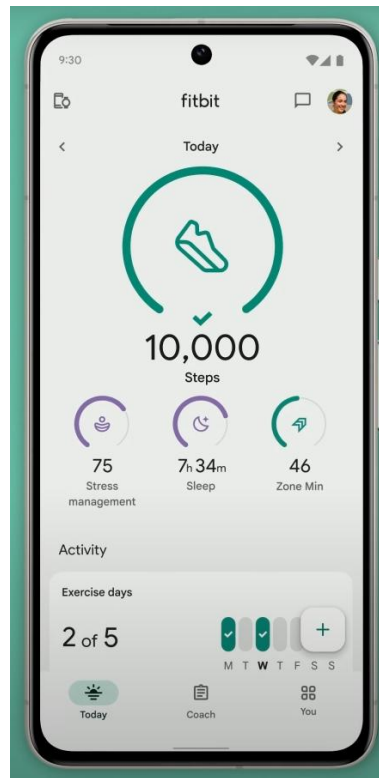 9:30
fitbit
Today
10,000
Steps
75
Stress
management
7h 34m
Sleep
46
Zone Min
Activity
Exercise days
2 of 5
M T W T F S S
Today
Coach
You